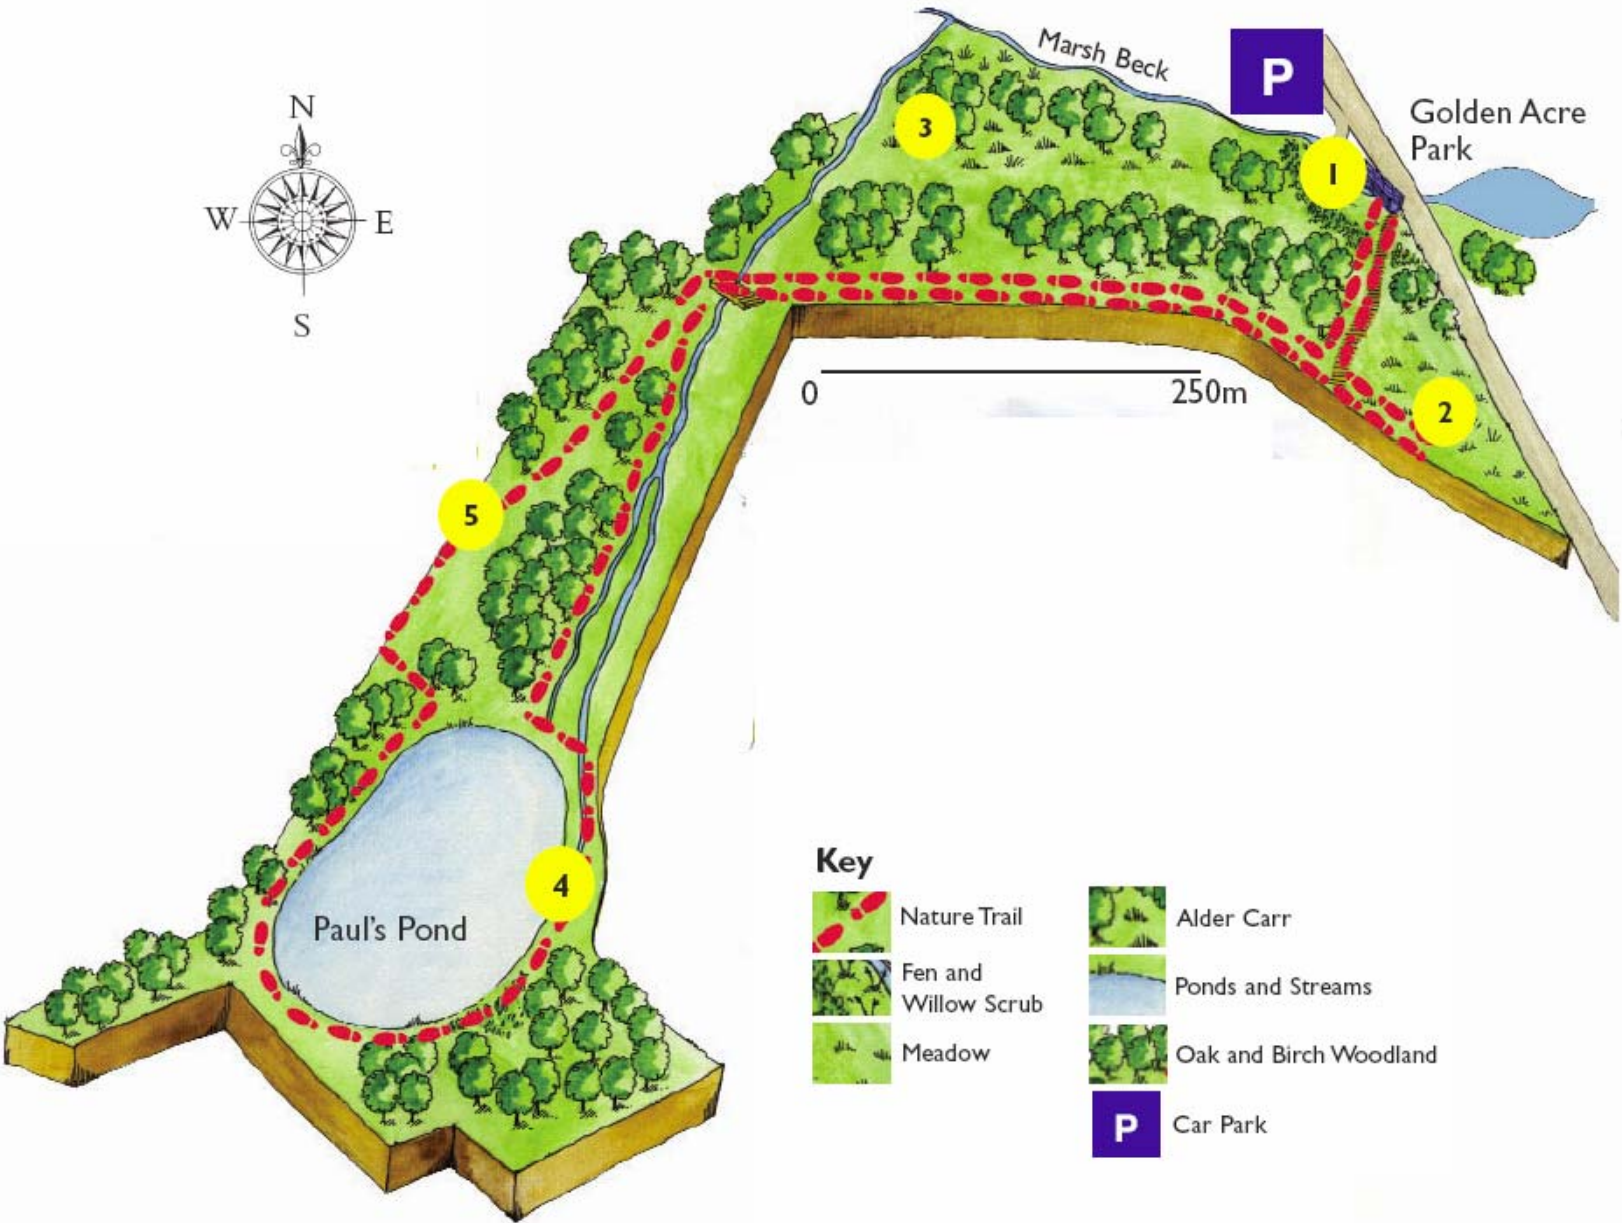 Marsh Beck
P
Golden Acre
Park
N
W
E
S
3
1
2
0
250m
5
4
Paul's Pond
Key
Nature Trail
Fen and
Willow Scrub
Meadow
Alder Carr
Ponds and Streams
Oak and Birch Woodland
P
Car Park